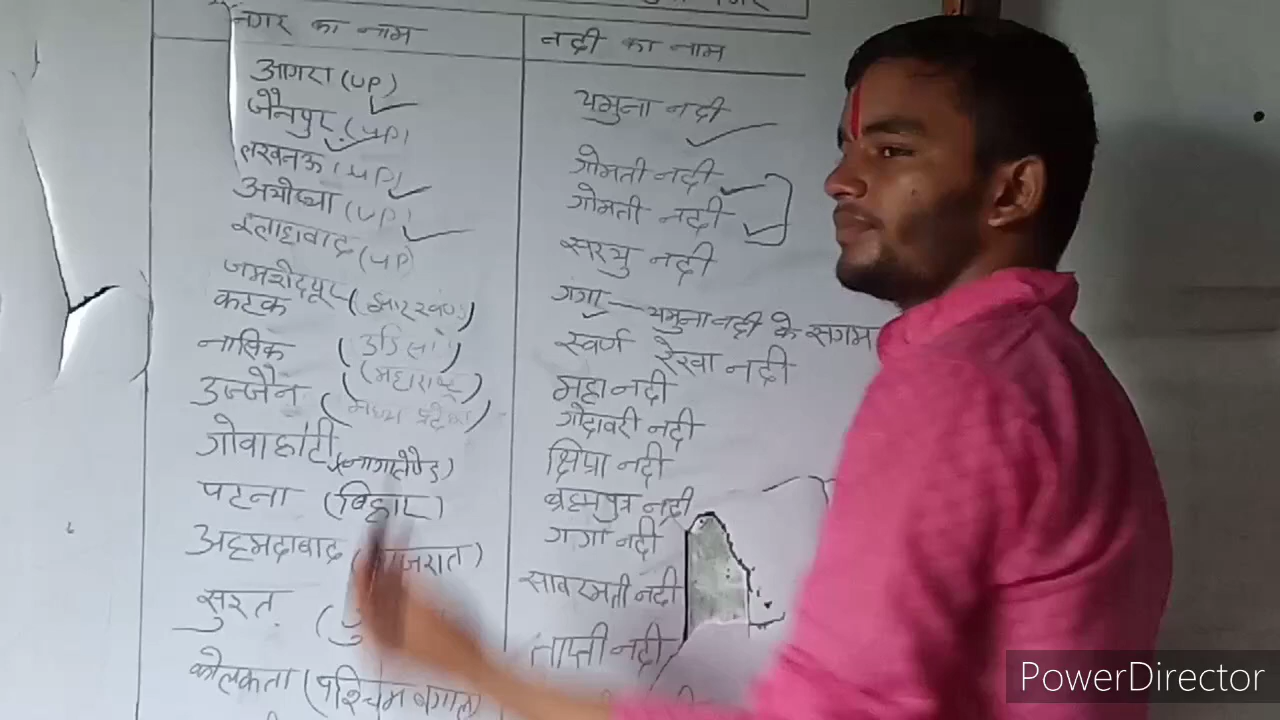 नगर का नाम नदी का नाम
आगरा (UP) यमुना नदी
जौनपुर (UP) गोमती नदी
लखनऊ (UP) गोमती नदी
अयोध्या (UP) सरयु नदी
इलाहावाद (UP) गंगा - यमुना नदी के संगम
जमशेदपूर (झारखण्ड) स्वर्ण रेखा नदी
कटक (उडिसा) महा नदी
नासिक (महाराष्ट्र) गोदावरी नदी
उज्जैन (मध्य प्रदेश) क्षिप्रा नदी
गोवाहाटी (नागालैण्ड) ब्रह्मपुत्र नदी
पटना (बिहार) गंगा नदी
अहमदाबाद (गुजरात) साबरमती नदी
सुरत ताप्ती नदी
कोलकता (पश्चिम बंगाल)
PowerDirector